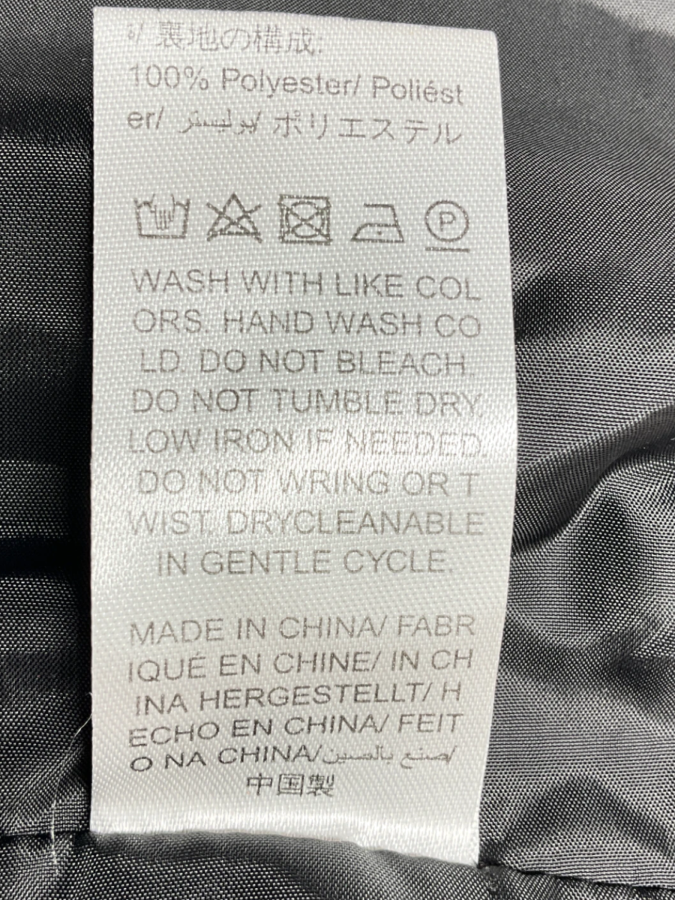 裏地の構成:
100% Polyester/ Poliést
er/ بوليستر/ ポリエステル
P
WASH WITH LIKE COL
ORS. HAND WASH CO
LD. DO NOT BLEACH.
DO NOT TUMBLE DRY.
LOW IRON IF NEEDED.
DO NOT WRING OR T
WIST. DRYCLEANABLE
IN GENTLE CYCLE.
MADE IN CHINA/ FABR
IQUÉ EN CHINE/ IN CH
INA HERGESTELLT/ H
ECHO EN CHINA/ FEIT
O NA CHINA/صنع بالصين/
中国製